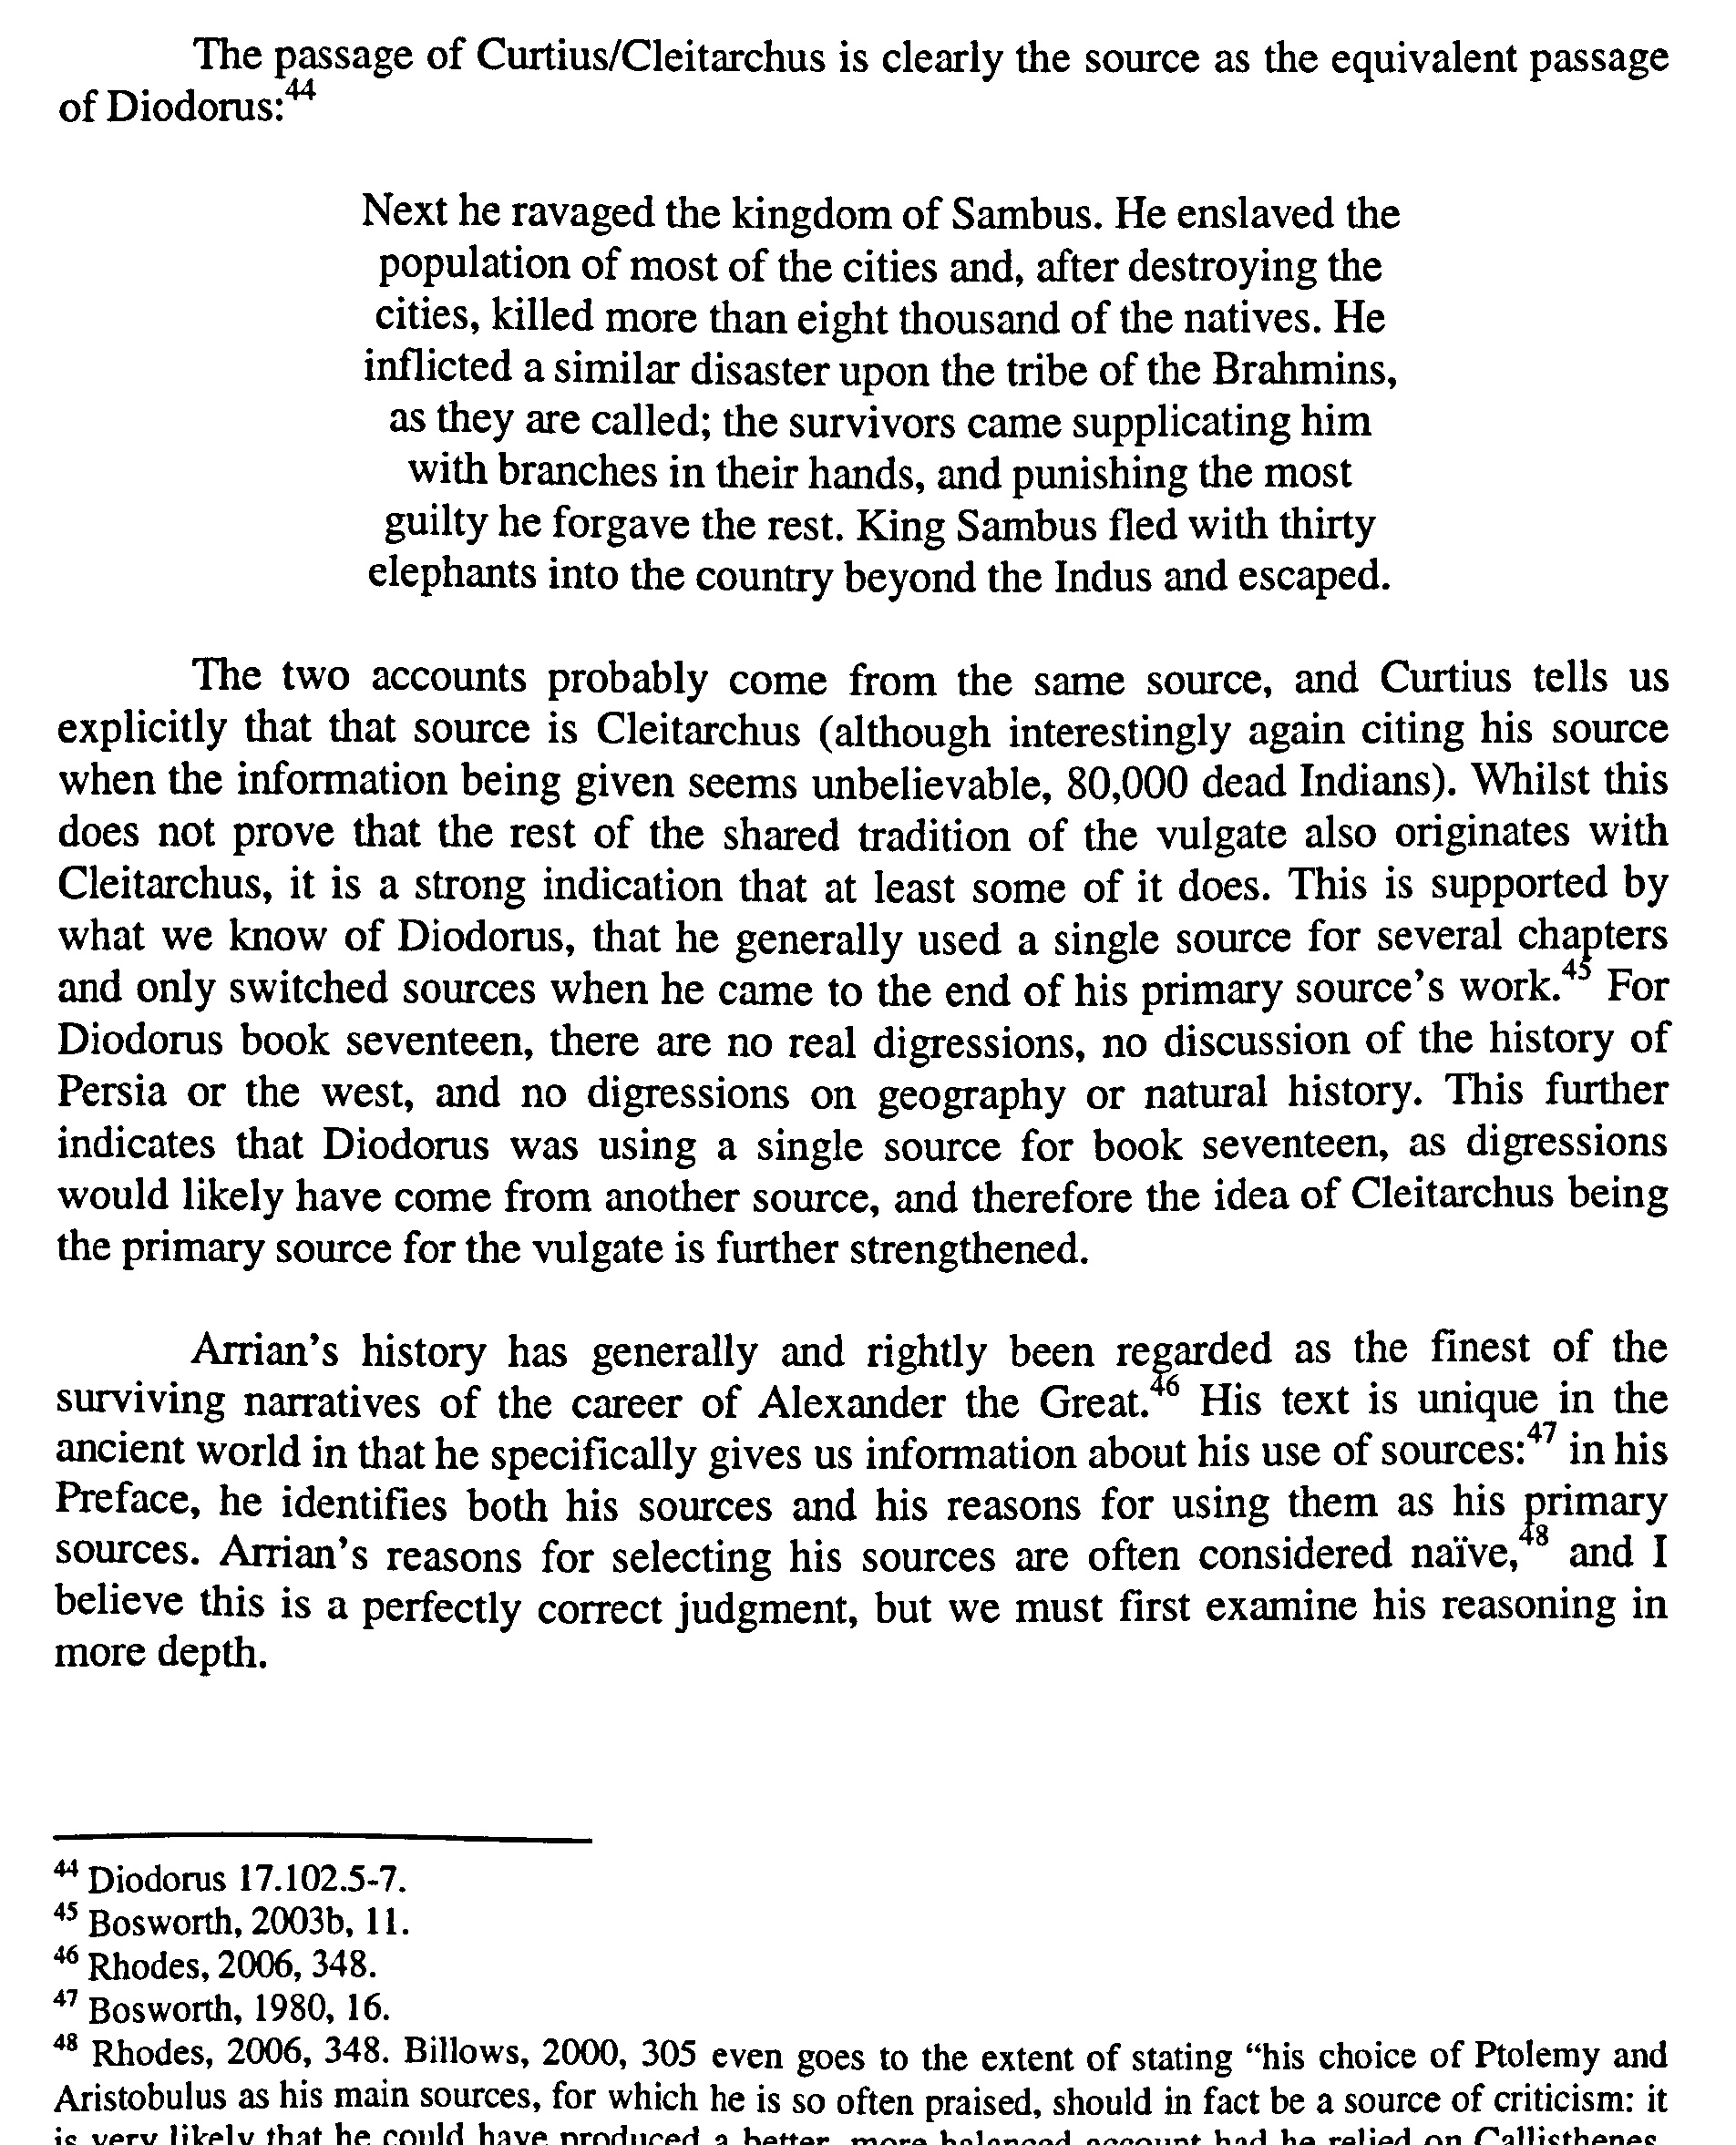 The passage of Curtius/Cleitarchus is clearly the source as the equivalent passage
of Diodorus:44
Next he ravaged the kingdom of Sambus. He enslaved the
population of most of the cities and, after destroying the
cities, killed more than eight thousand of the natives. He
inflicted a similar disaster upon the tribe of the Brahmins,
as they are called; the survivors came supplicating him
with branches in their hands, and punishing the most
guilty he forgave the rest. King Sambus fled with thirty
elephants into the country beyond the Indus and escaped.
The two accounts probably come from the same source, and Curtius tells us
explicitly that that source is Cleitarchus (although interestingly again citing his source
when the information being given seems unbelievable, 80,000 dead Indians). Whilst this
does not prove that the rest of the shared tradition of the vulgate also originates with
Cleitarchus, it is a strong indication that at least some of it does. This is supported by
what we know of Diodorus, that he generally used a single source for several chapters
and only switched sources when he came to the end of his primary source's work.45 For
Diodorus book seventeen, there are no real digressions, no discussion of the history of
Persia or the west, and no digressions on geography or natural history. This further
indicates that Diodorus was using a single source for book seventeen, as digressions
would likely have come from another source, and therefore the idea of Cleitarchus being
the primary source for the vulgate is further strengthened.
Arrian's history has generally and rightly been regarded as the finest of the
surviving narratives of the career of Alexander the Great.46 His text is unique in the
ancient world in that he specifically gives us information about his use of sources:47 in his
Preface, he identifies both his sources and his reasons for using them as his primary
sources. Arrian's reasons for selecting his sources are often considered naïve,48 and I
believe this is a perfectly correct judgment, but we must first examine his reasoning in
more depth.
44 Diodorus 17.102.5-7.
45 Bosworth, 2003b, 11.
46 Rhodes, 2006, 348.
47 Bosworth, 1980, 16.
48 Rhodes, 2006, 348. Billows, 2000, 305 even goes to the extent of stating “his choice of Ptolemy and
Aristobulus as his main sources, for which he is so often praised, should in fact be a source of criticism: it
is very likely that he could have produced a better, more balanced account had he relied on Callisthenes,